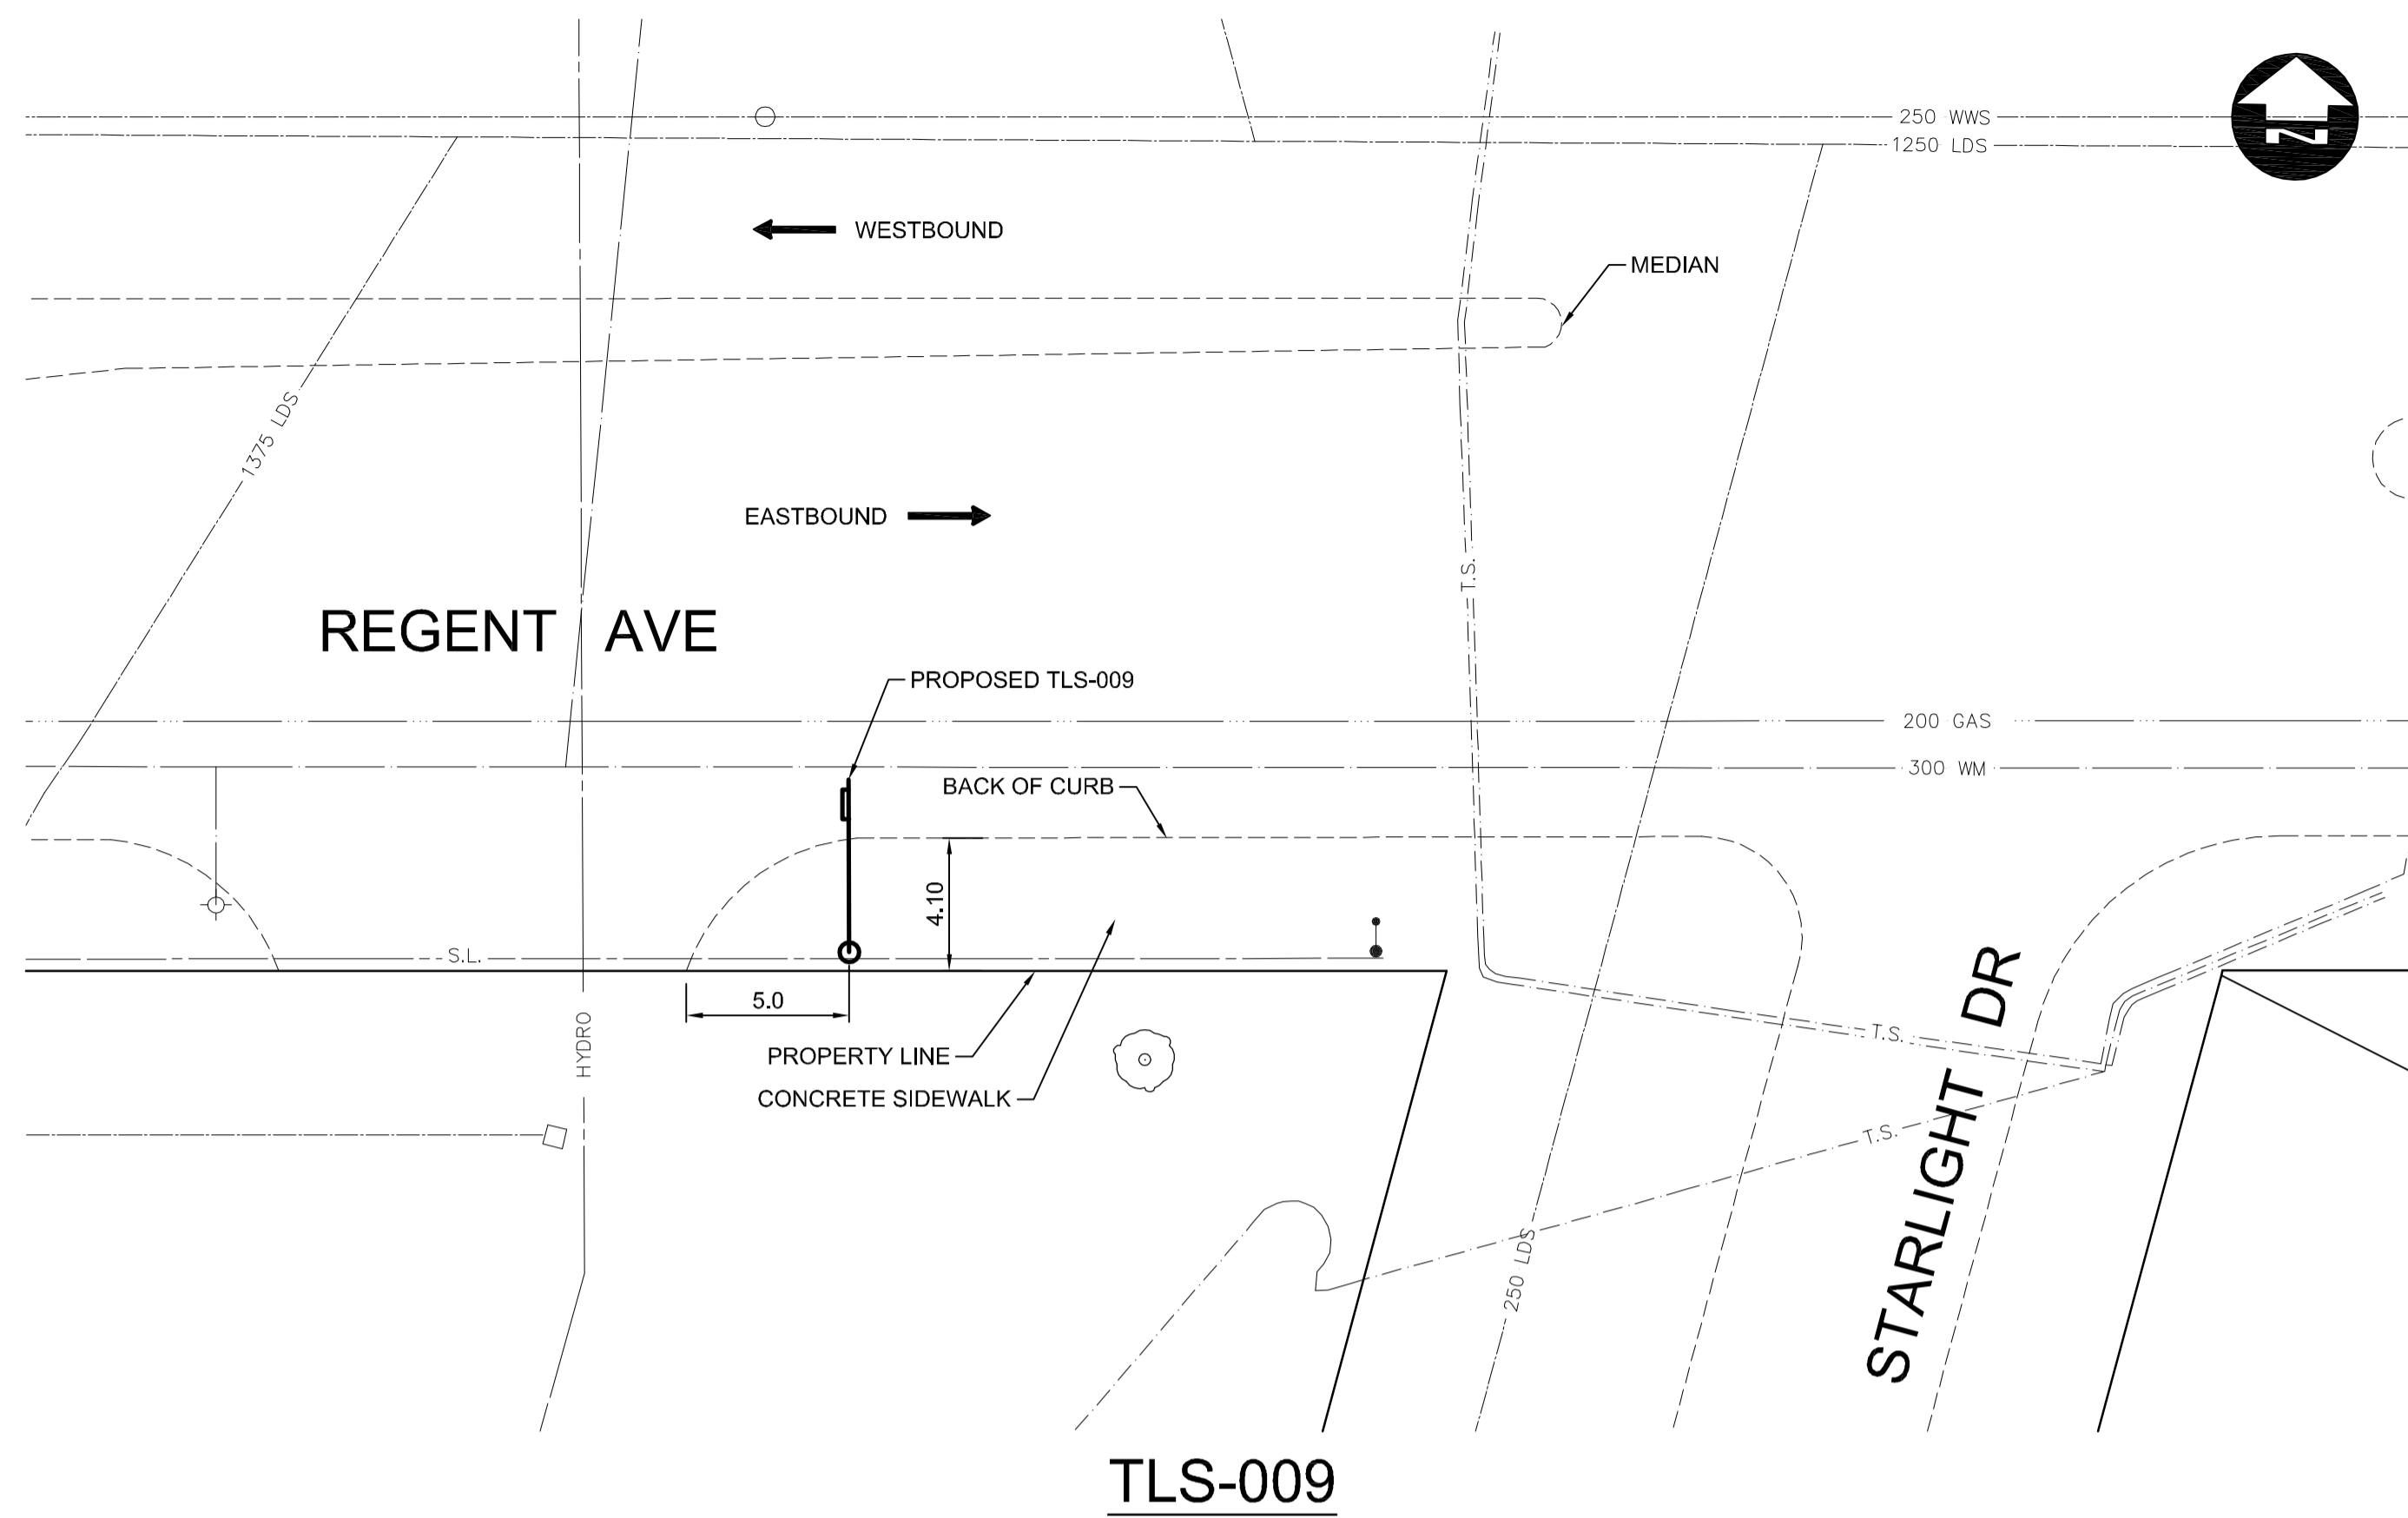 250 WWS
1250 LDS
N
WESTBOUND
MEDIAN
1375 LDS
EASTBOUND
T.S.
REGENT AVE
PROPOSED TLS-009
200 GAS
300 WM
BACK OF CURB
4.10
S.L.
5.0
HYDRO
PROPERTY LINE
CONCRETE SIDEWALK
T.S.
T.S.
STARLIGHT DR
250 LDS
TLS-009